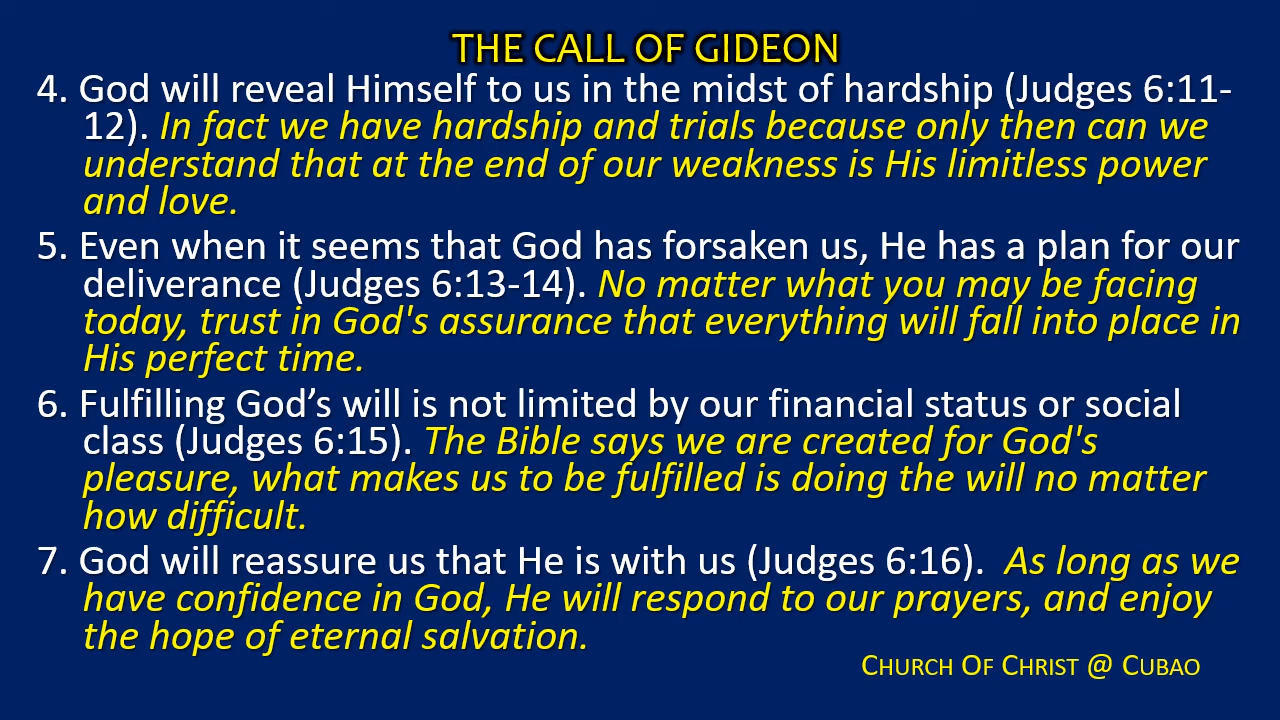 THE CALL OF GIDEON
4. God will reveal Himself to us in the midst of hardship (Judges 6:11-
12). In fact we have hardship and trials because only then can we
understand that at the end of our weakness is His limitless power
and love.
5. Even when it seems that God has forsaken us, He has a plan for our
deliverance (Judges 6:13-14). No matter what you may be facing
today, trust in God's assurance that everything will fall into place in
His perfect time.
6. Fulfilling God’s will is not limited by our financial status or social
class (Judges 6:15). The Bible says we are created for God's
pleasure, what makes us to be fulfilled is doing the will no matter
how difficult.
7. God will reassure us that He is with us (Judges 6:16). As long as we
have confidence in God, He will respond to our prayers, and enjoy
the hope of eternal salvation.
CHURCH OF CHRIST @ CUBAO